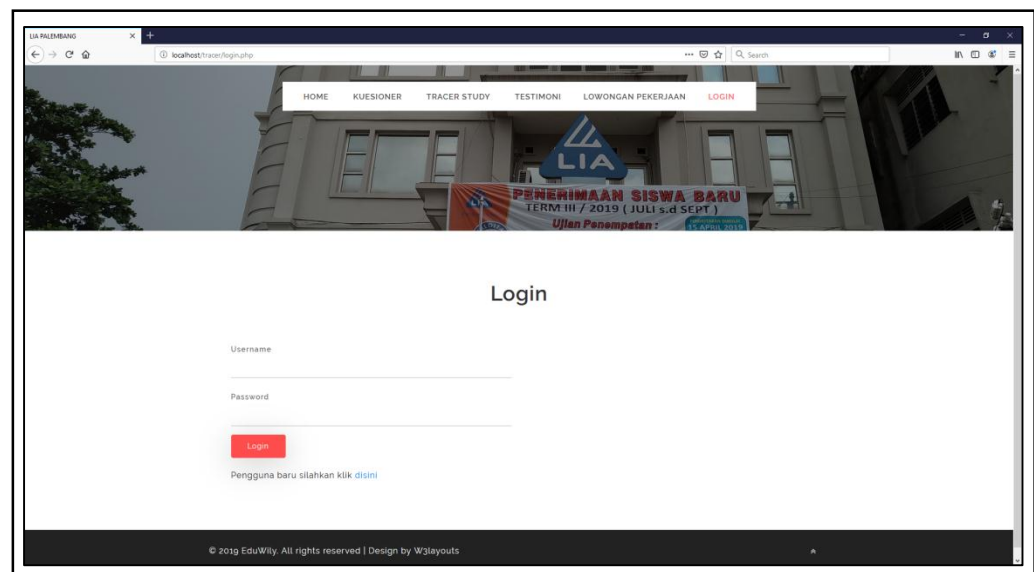 LIA PALEMBANG
localhost/tracer/login.php
Search
HOME KUESIONER TRACER STUDY TESTIMONI LOWONGAN PEKERJAAN LOGIN
LIA
PENERIMAAN SISWA BARU
TERM III / 2019 ( JULI s.d SEPT )
Ujian Penempatan :
15 APRIL 2019
Login
Username
Password
Login
Pengguna baru silahkan klik disini
© 2019 EduWily. All rights reserved | Design by W3layouts